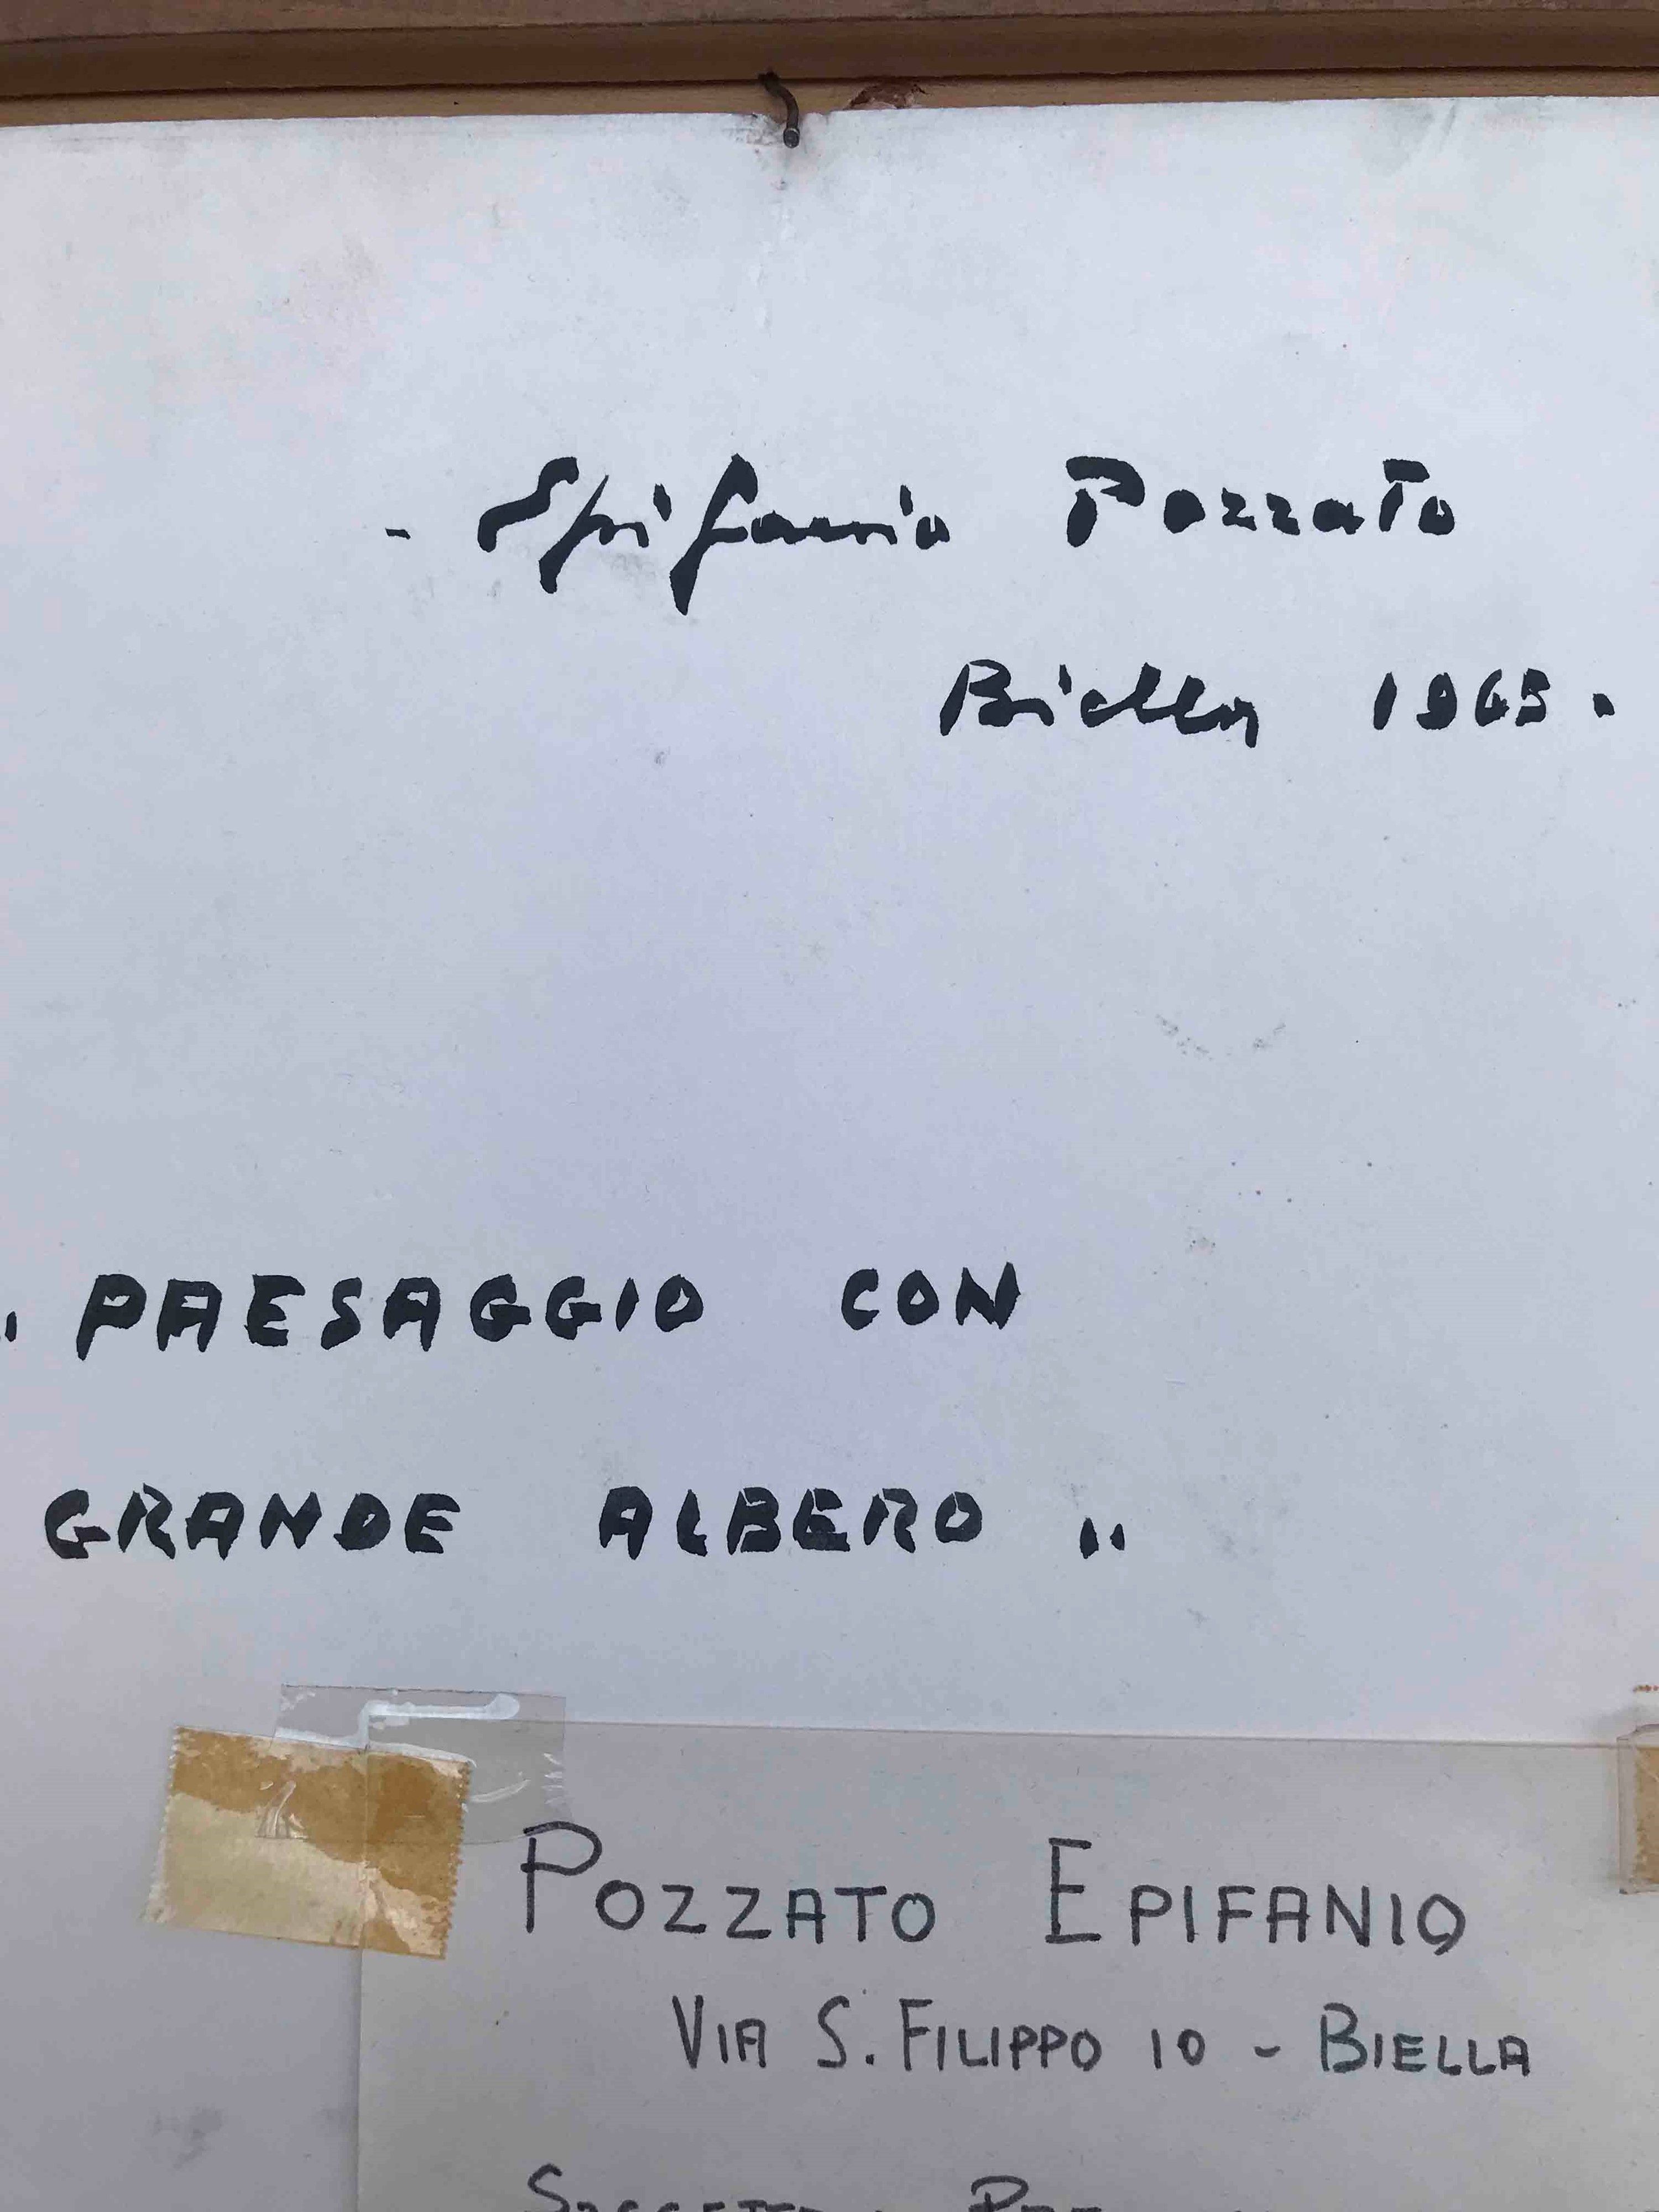 - Epifanio Pozzato
Biella 1965.
" PAESAGGIO CON
GRANDE ALBERO "
POZZATO EPIFANIO
VIA S. FILIPPO 10 - BIELLA